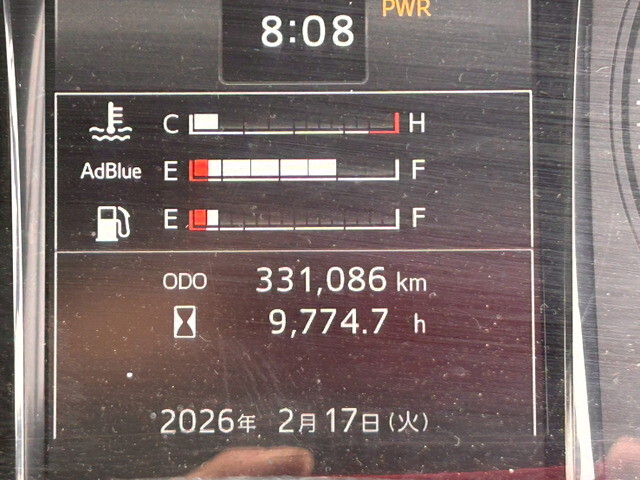 PWR
8:08
C H
AdBlue E F
E F
ODO 331,086 km
9,774.7 h
2026年 2月17日(火)